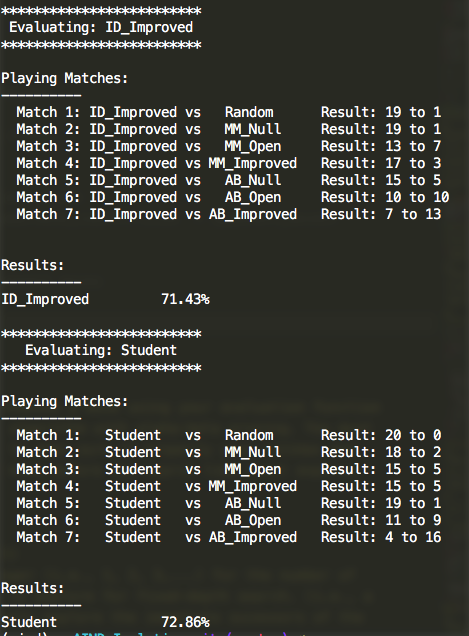 *************************
Evaluating: ID_Improved
*************************
Playing Matches:
----------
Match 1: ID_Improved vs Random Result: 19 to 1
Match 2: ID_Improved vs MM_Null Result: 19 to 1
Match 3: ID_Improved vs MM_Open Result: 13 to 7
Match 4: ID_Improved vs MM_Improved Result: 17 to 3
Match 5: ID_Improved vs AB_Null Result: 15 to 5
Match 6: ID_Improved vs AB_Open Result: 10 to 10
Match 7: ID_Improved vs AB_Improved Result: 7 to 13
Results:
----------
ID_Improved 71.43%
*************************
Evaluating: Student
*************************
Playing Matches:
----------
Match 1: Student vs Random Result: 20 to 0
Match 2: Student vs MM_Null Result: 18 to 2
Match 3: Student vs MM_Open Result: 15 to 5
Match 4: Student vs MM_Improved Result: 15 to 5
Match 5: Student vs AB_Null Result: 19 to 1
Match 6: Student vs AB_Open Result: 11 to 9
Match 7: Student vs AB_Improved Result: 4 to 16
Results:
----------
Student 72.86%